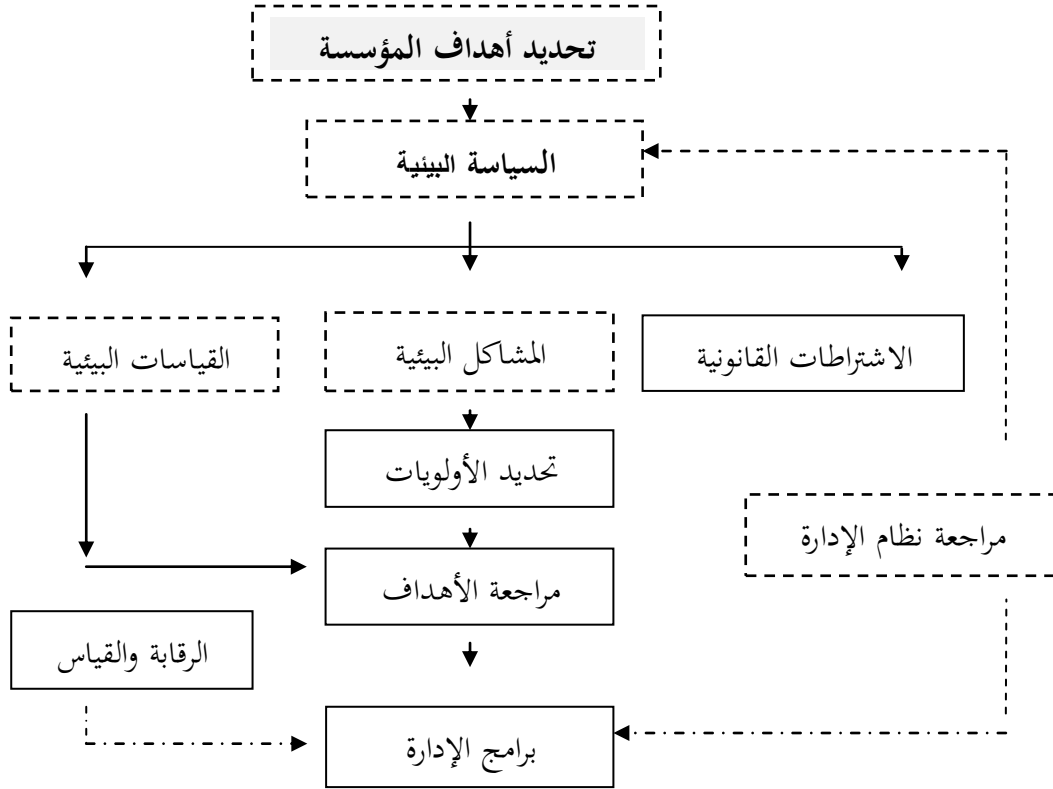 تحديد أهداف المؤسسة
السياسة البيئية
الاشتراطات القانونية
المشاكل البيئية
القياسات البيئية
تحديد الأولويات
مراجعة نظام الإدارة
مراجعة الأهداف
الرقابة والقياس
برامج الإدارة